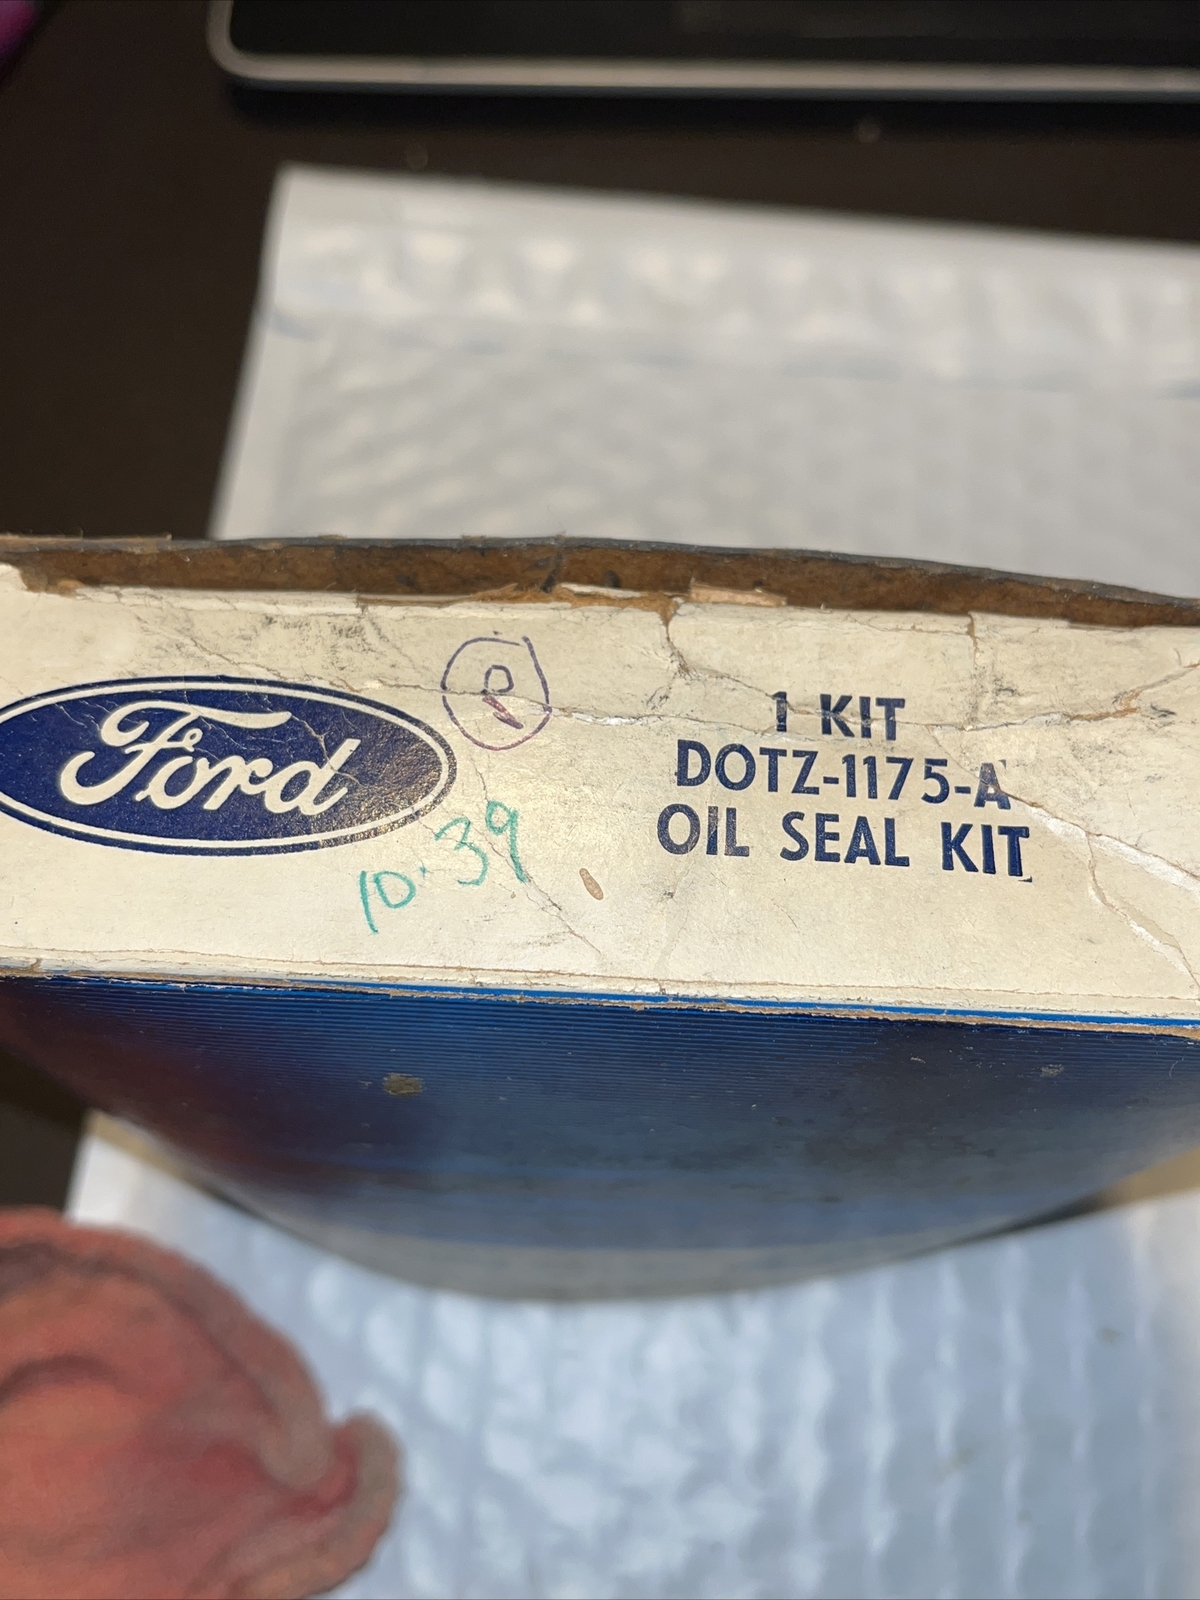 Ford
10.39
1 KIT
DOTZ-1175-A
OIL SEAL KIT